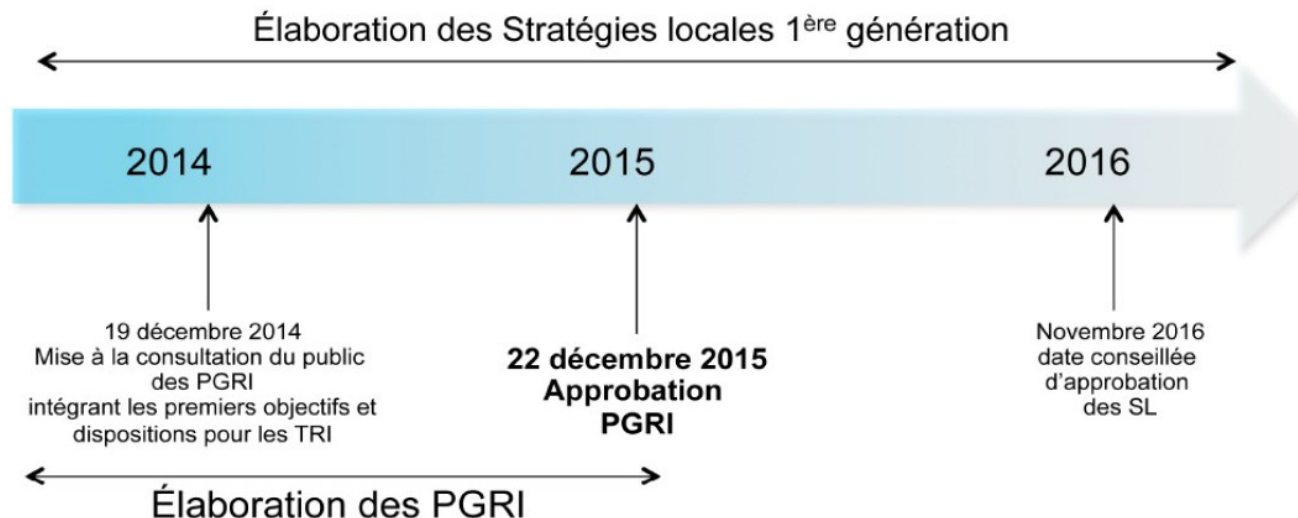 Élaboration des Stratégies locales 1ère génération
2014
2015
2016
19 décembre 2014
Mise à la consultation du public
des PGRI
intégrant les premiers objectifs et
dispositions pour les TRI
22 décembre 2015
Approbation
PGRI
Novembre 2016
date conseillée
d'approbation
des SL
Élaboration des PGRI